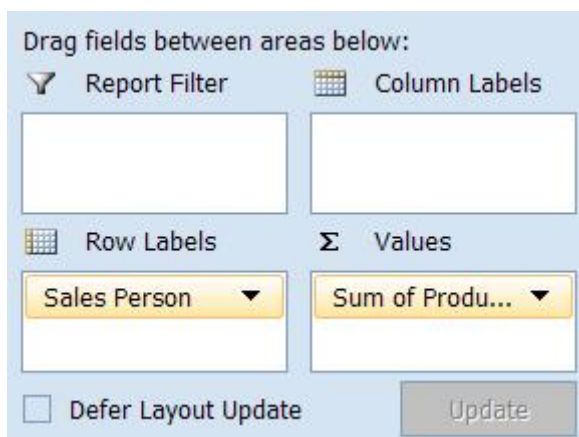 Drag fields between areas below:
Report Filter
Column Labels
Row Labels
Σ Values
Sales Person
Sum of Produ...
Defer Layout Update
Update